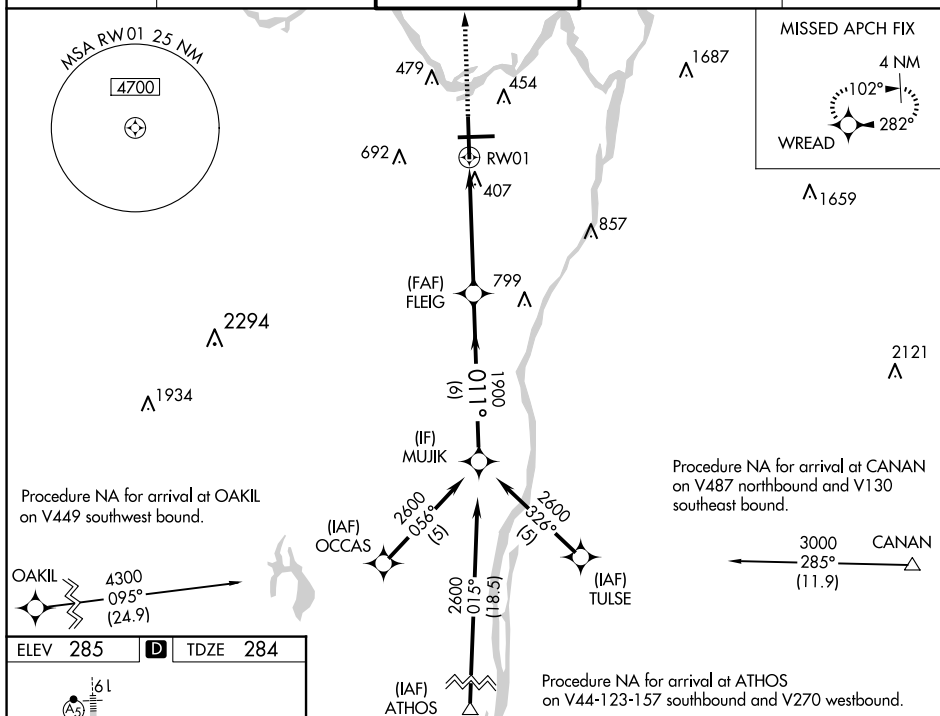 MSA RW01 25 NM
4700
479
454
1687
MISSED APCH FIX
4 NM
102°
282°
WREAD
692
RW01
407
1659
857
(FAF)
FLEIG
799
2294
2121
1934
1600
011°
(6)
(IF)
MUJIK
Procedure NA for arrival at OAKIL
on V449 southwest bound.
Procedure NA for arrival at CANAN
on V487 northbound and V130
southeast bound.
2600
056°
(5)
2600
326°
(5)
(IAF)
OCCAS
(IAF)
TULSE
3000
285°
(11.9)
CANAN
OAKIL
4300
095°
(24.9)
2600
015°
(18.5)
ELEV 285 D TDZE 284
19
A5
(IAF)
ATHOS
Procedure NA for arrival at ATHOS
on V44-123-157 southbound and V270 westbound.